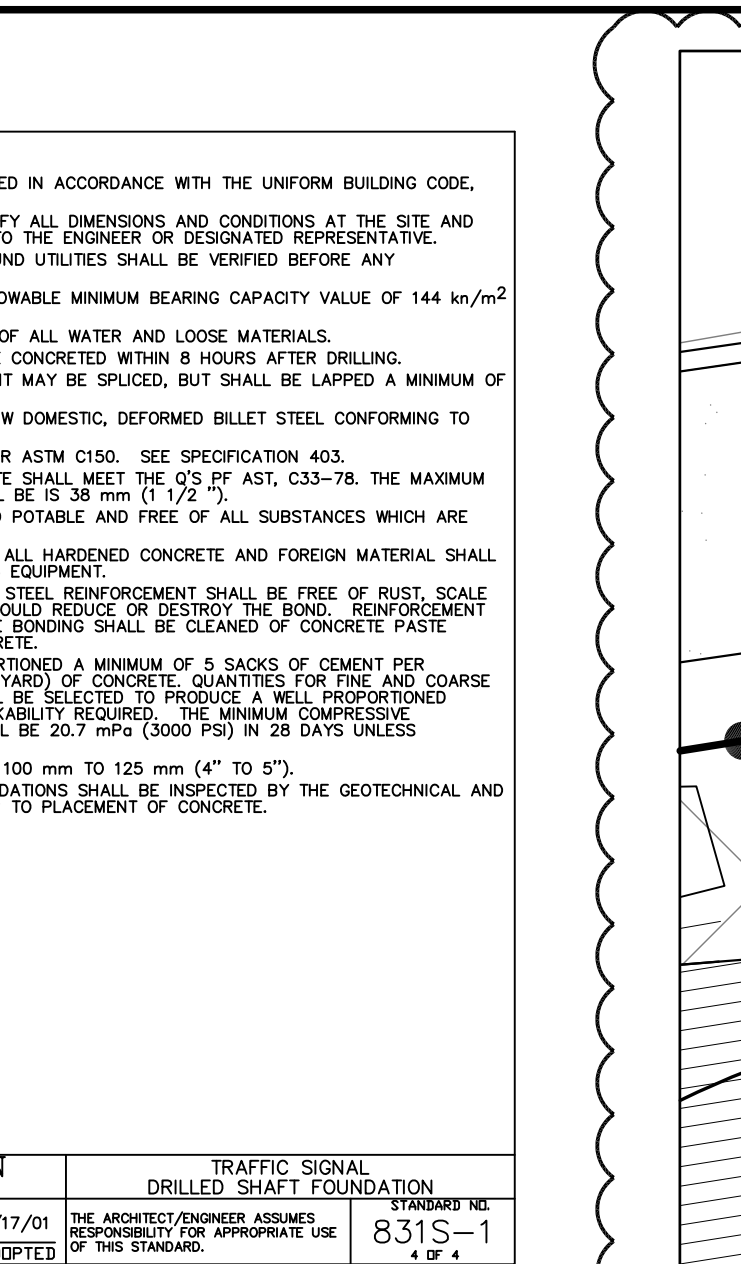 ED IN ACCORDANCE WITH THE UNIFORM BUILDING CODE,
FY ALL DIMENSIONS AND CONDITIONS AT THE SITE AND
TO THE ENGINEER OR DESIGNATED REPRESENTATIVE.
UND UTILITIES SHALL BE VERIFIED BEFORE ANY
OWABLE MINIMUM BEARING CAPACITY VALUE OF 144 kn/m2
OF ALL WATER AND LOOSE MATERIALS.
E CONCRETED WITHIN 8 HOURS AFTER DRILLING.
IT MAY BE SPLICED, BUT SHALL BE LAPPED A MINIMUM OF
W DOMESTIC, DEFORMED BILLET STEEL CONFORMING TO
R ASTM C150. SEE SPECIFICATION 403.
TE SHALL MEET THE Q'S PF AST, C33-78. THE MAXIMUM
L BE IS 38 mm (1 1/2 ").
POTABLE AND FREE OF ALL SUBSTANCES WHICH ARE
ALL HARDENED CONCRETE AND FOREIGN MATERIAL SHALL
EQUIPMENT.
STEEL REINFORCEMENT SHALL BE FREE OF RUST, SCALE
OULD REDUCE OR DESTROY THE BOND. REINFORCEMENT
E BONDING SHALL BE CLEANED OF CONCRETE PASTE
RETE.
RTIONED A MINIMUM OF 5 SACKS OF CEMENT PER
YARD) OF CONCRETE. QUANTITIES FOR FINE AND COARSE
L BE SELECTED TO PRODUCE A WELL PROPORTIONED
KABILITY REQUIRED. THE MINIMUM COMPRESSIVE
L BE 20.7 mPa (3000 PSI) IN 28 DAYS UNLESS
100 mm TO 125 mm (4" TO 5").
DATIONS SHALL BE INSPECTED BY THE GEOTECHNICAL AND
TO PLACEMENT OF CONCRETE.
N
TRAFFIC SIGNAL
DRILLED SHAFT FOUNDATION
/17/01
OPTED
THE ARCHITECT/ENGINEER ASSUMES
RESPONSIBILITY FOR APPROPRIATE USE
OF THIS STANDARD.
STANDARD NO.
831S-1
4 OF 4